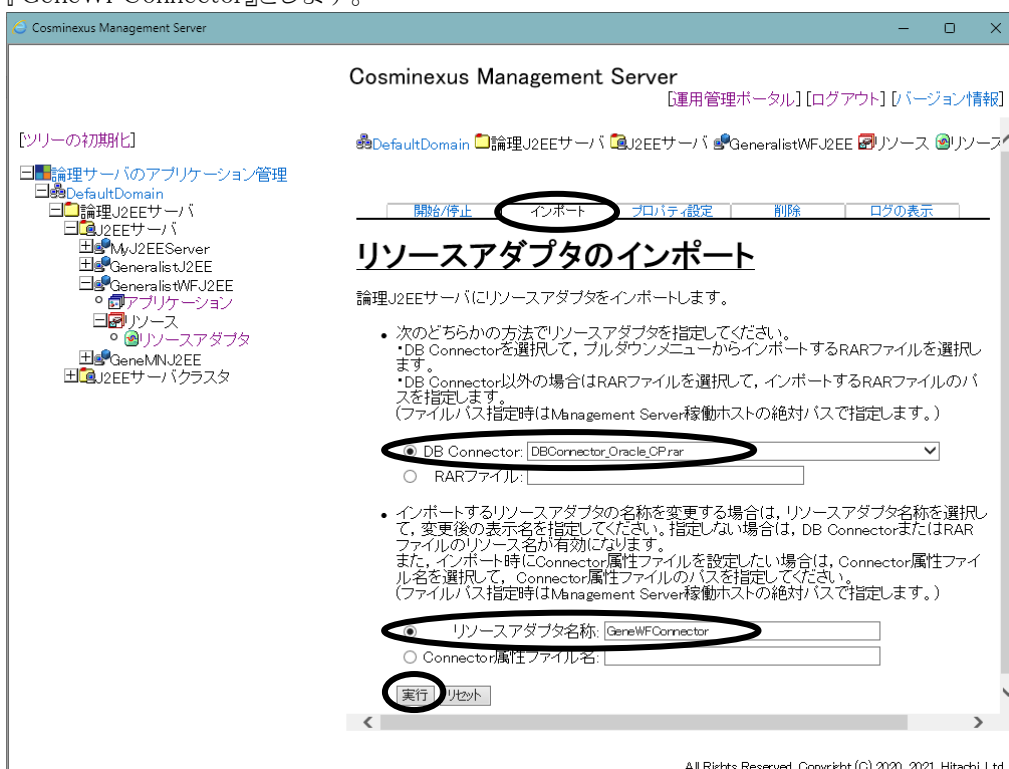 『GeneWFConnector』とします。
Cosminexus Management Server
Cosminexus Management Server
[運用管理ポータル] [ログアウト] [バージョン情報]
[ツリーの初期化]
論理サーバのアプリケーション管理
DefaultDomain
論理J2EEサーバ
J2EEサーバ
MyJ2EEServer
GeneralistJ2EE
GeneralistWFJ2EE
アプリケーション
リソース
リソースアダプタ
GeneMNJ2EE
J2EEサーバクラスタ
DefaultDomain 論理J2EEサーバ J2EEサーバ GeneralistWFJ2EE リソース リソース
開始/停止 インポート プロパティ設定 削除 ログの表示
リソースアダプタのインポート
論理J2EEサーバにリソースアダプタをインポートします。
• 次のどちらかの方法でリソースアダプタを指定してください。
・DB Connectorを選択して，プルダウンメニューからインポートするRARファイルを選択し
ます。
・DB Connector以外の場合はRARファイルを選択して，インポートするRARファイルのパ
スを指定します。
(ファイルパス指定時はManagement Server稼働ホストの絶対パスで指定します。)
DB Connector: DBConnector_Oracle_CP.rar
RARファイル:
• インポートするリソースアダプタの名称を変更する場合は，リソースアダプタ名称を選択し
て，変更後の表示名を指定してください。指定しない場合は，DB ConnectorまたはRAR
ファイルのリソース名が有効になります。
また，インポート時にConnector属性ファイルを設定したい場合は，Connector属性ファイ
ル名を選択して，Connector属性ファイルのパスを指定してください。
(ファイルパス指定時はManagement Server稼働ホストの絶対パスで指定します。)
リソースアダプタ名称: GeneWFConnector
Connector属性ファイル名:
実行 リセット
All Rights Reserved. Copyright (C) 2020, 2021, Hitachi, Ltd.